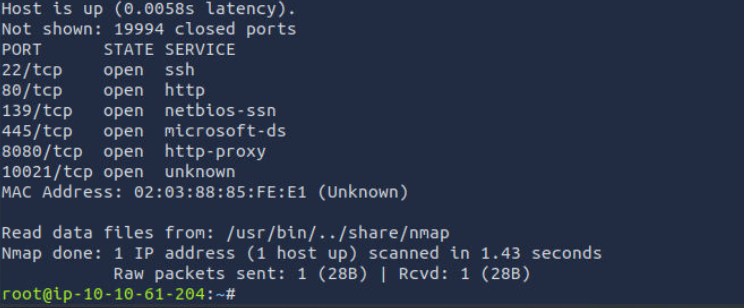 Host is up (0.0058s latency).
Not shown: 19994 closed ports
PORT      STATE SERVICE
22/tcp    open  ssh
80/tcp    open  http
139/tcp   open  netbios-ssn
445/tcp   open  microsoft-ds
8080/tcp  open  http-proxy
10021/tcp open  unknown
MAC Address: 02:03:88:85:FE:E1 (Unknown)

Read data files from: /usr/bin/../share/nmap
Nmap done: 1 IP address (1 host up) scanned in 1.43 seconds
           Raw packets sent: 1 (28B) | Rcvd: 1 (28B)
root@ip-10-10-61-204:~#